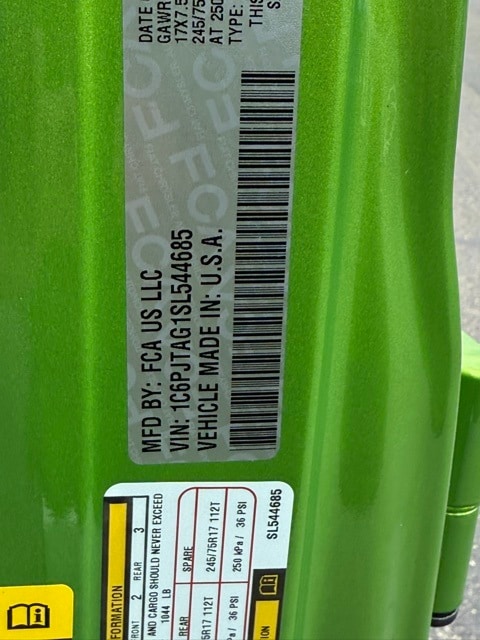 DATE
GAWR
17X7.5
245/75
AT 250
TYPE:
THIS
MFD BY: FCA US LLC
VIN: 1C6PJTAG1SL544685
VEHICLE MADE IN: U.S.A.
FORMATION
FRONT 2 REAR 3
AND CARGO SHOULD NEVER EXCEED
1044 LB
REAR SPARE
5R17 112T 245/75R17 112T
/ 36 PSI 250 KPa/ 36 PSI
SL544685